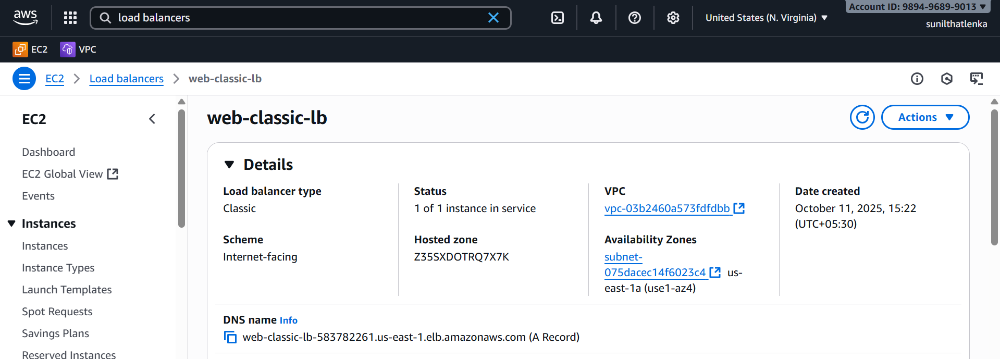 aws
load balancers
United States (N. Virginia)
Account ID: 9894-9689-9013
sunilthatlenka
EC2
VPC
EC2
Load balancers
web-classic-lb
EC2
Dashboard
EC2 Global View
Events
Instances
Instances
Instance Types
Launch Templates
Spot Requests
Savings Plans
Reserved Instances
web-classic-lb
Actions
Details
Load balancer type
Classic
Status
1 of 1 instance in service
VPC
vpc-03b2460a573fdfdbb
Date created
October 11, 2025, 15:22
(UTC+05:30)
Scheme
Internet-facing
Hosted zone
Z35SXDOTRQ7X7K
Availability Zones
subnet-
075dacec14f6023c4 us-
east-1a (use1-az4)
DNS name Info
web-classic-lb-583782261.us-east-1.elb.amazonaws.com (A Record)